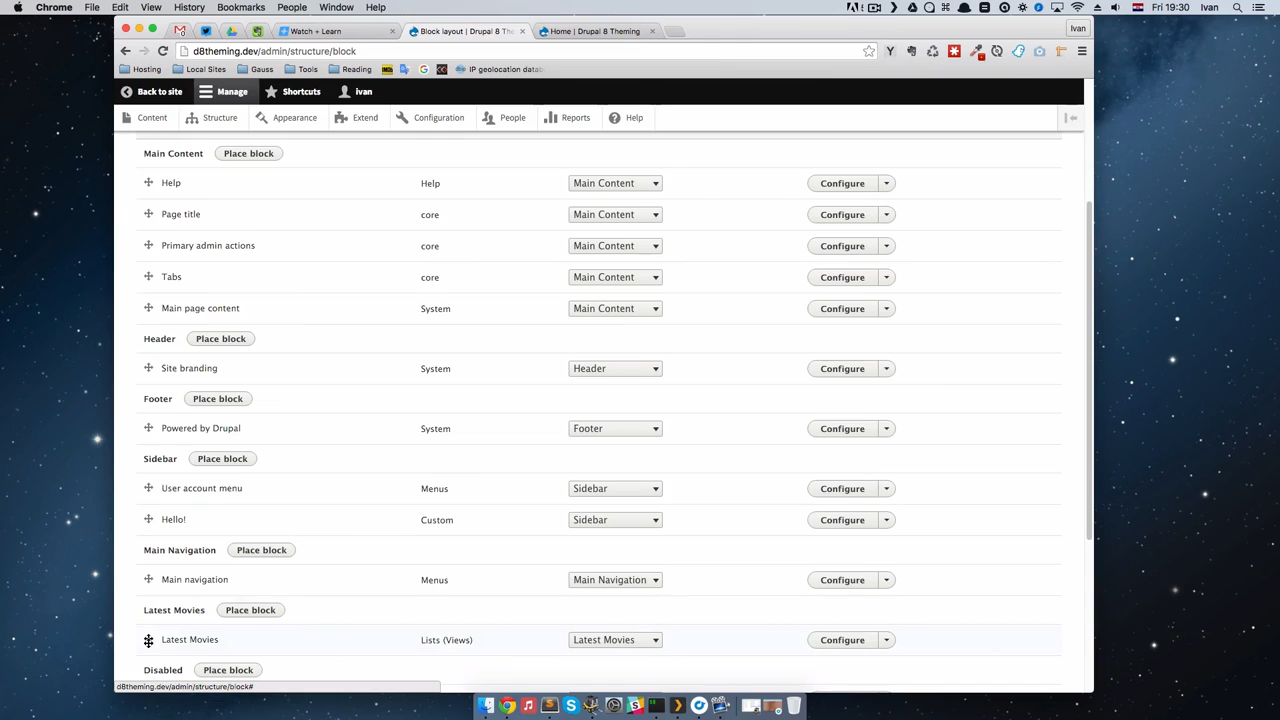 Chrome File Edit View History Bookmarks People Window Help Fri 19:30 Ivan
Watch + Learn Block layout | Drupal 8 The Home | Drupal 8 Theming Ivan
d8theming.dev/admin/structure/block
Hosting Local Sites Gauss Tools Reading IP geolocation datab
Back to site Manage Shortcuts ivan
Content Structure Appearance Extend Configuration People Reports Help
Main Content Place block
Help Help Main Content Configure
Page title core Main Content Configure
Primary admin actions core Main Content Configure
Tabs core Main Content Configure
Main page content System Main Content Configure
Header Place block
Site branding System Header Configure
Footer Place block
Powered by Drupal System Footer Configure
Sidebar Place block
User account menu Menus Sidebar Configure
Hello! Custom Sidebar Configure
Main Navigation Place block
Main navigation Menus Main Navigation Configure
Latest Movies Place block
Latest Movies Lists (Views) Latest Movies Configure
Disabled Place block
d8theming.dev/admin/structure/block#